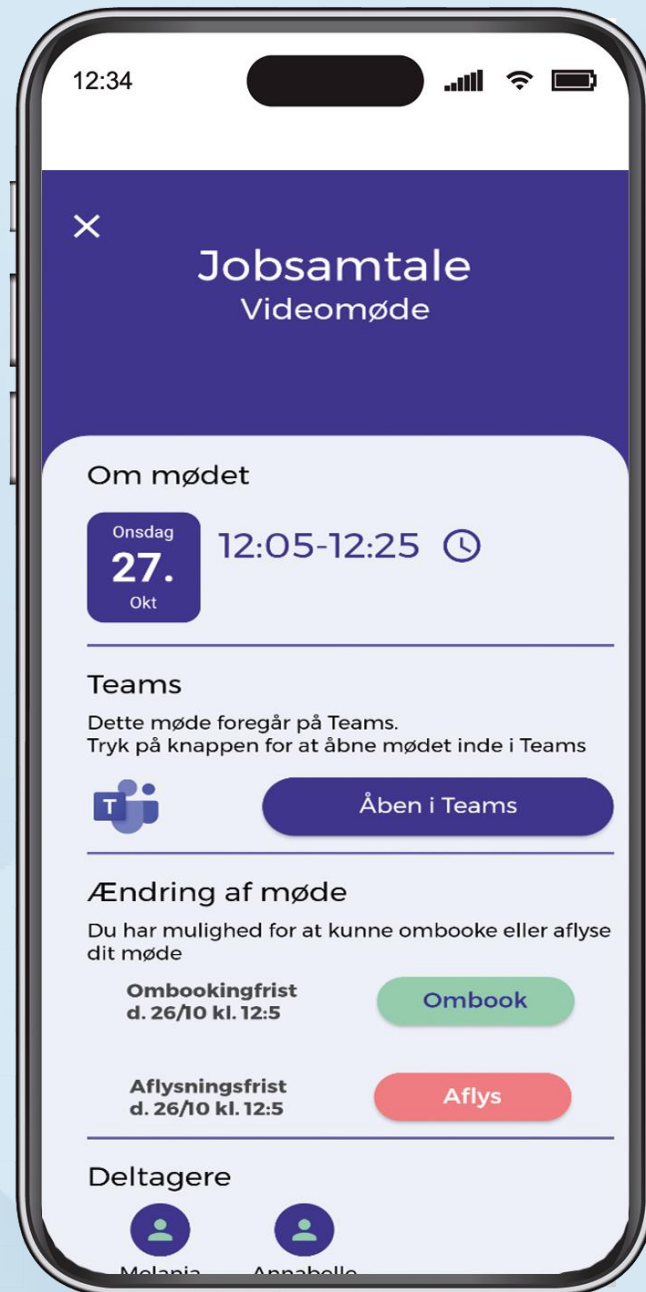 12:34
Jobsamtale
Videomøde
Om mødet
Onsdag
27.
Okt
12:05-12:25
Teams
Dette møde foregår på Teams.
Tryk på knappen for at åbne mødet inde i Teams
T
Åben i Teams
Ændring af møde
Du har mulighed for at kunne ombooke eller aflyse
dit møde
Ombookingfrist
d. 26/10 kl. 12:5
Ombook
Aflysningsfrist
d. 26/10 kl. 12:5
Aflys
Deltagere
Melania Annabelle